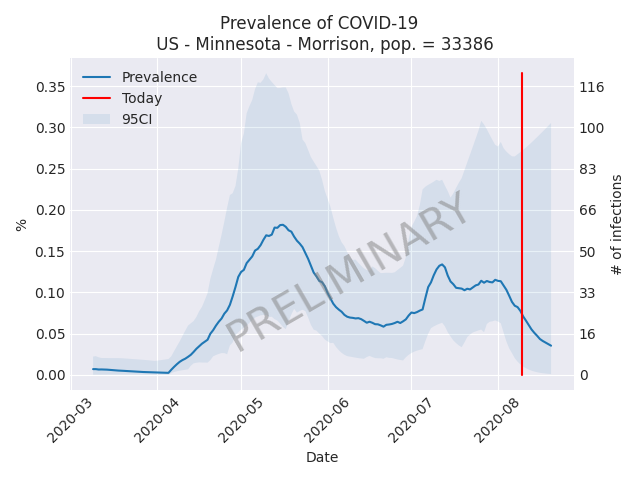 Prevalence of COVID-19
US - Minnesota - Morrison, pop. = 33386
Prevalence
Today
95CI
PRELIMINARY
%
0.35
0.30
0.25
0.20
0.15
0.10
0.05
0.00
116
100
83
66
50
33
16
0
# of infections
2020-03
2020-04
2020-05
2020-06
2020-07
2020-08
Date